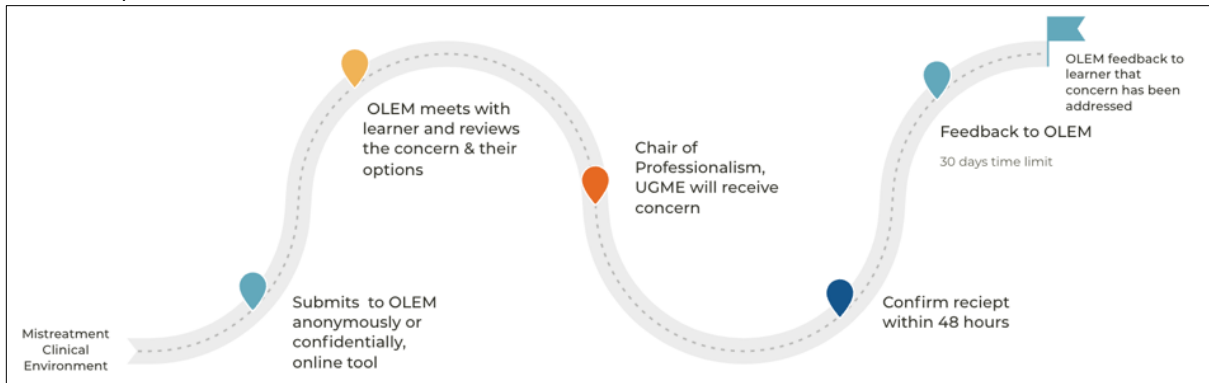 Mistreatment
Clinical
Environment
Submits to OLEM
anonymously or
confidentially,
online tool
OLEM meets with
learner and reviews
the concern & their
options
Chair of
Professionalism,
UGME will receive
concern
Confirm reciept
within 48 hours
Feedback to OLEM
30 days time limit
OLEM feedback to
learner that
concern has been
addressed